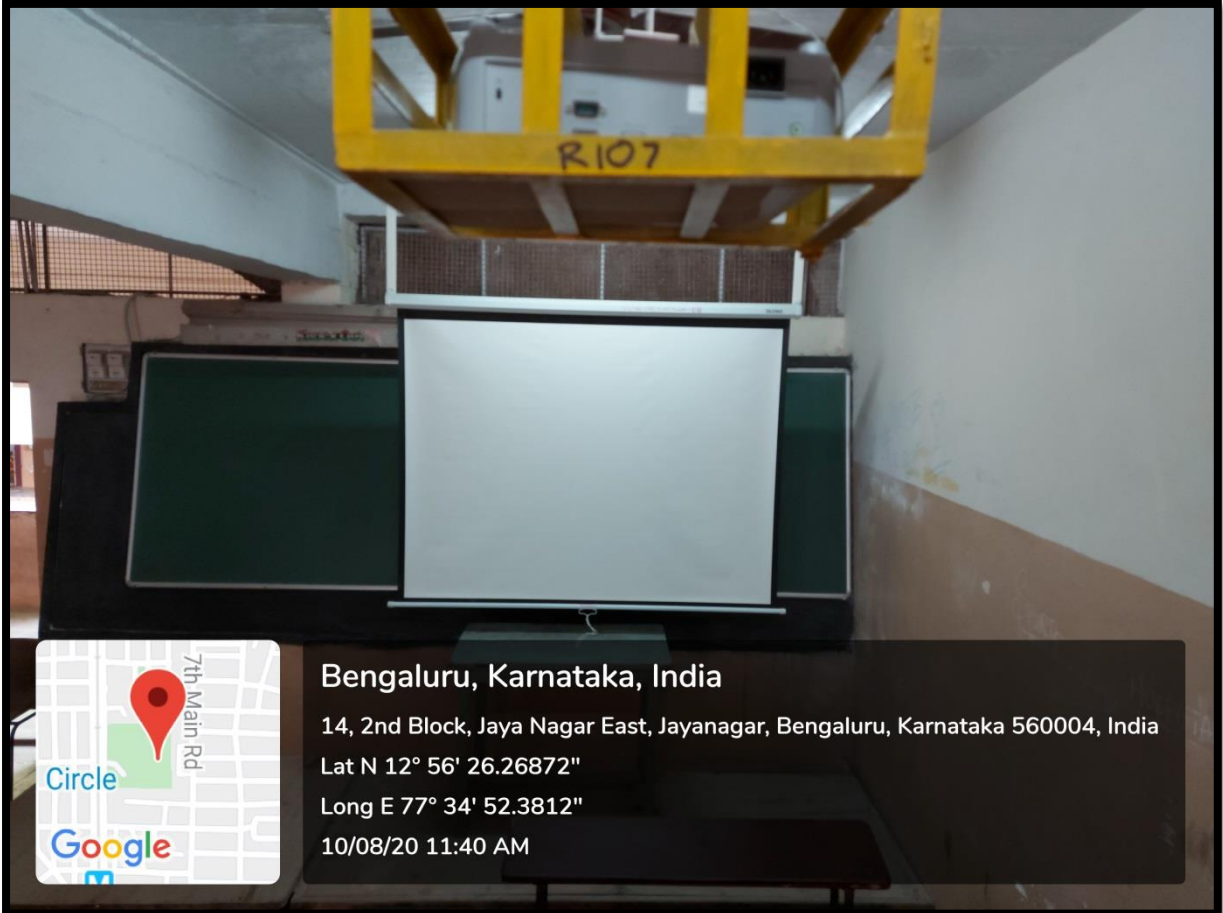 R107
Bengaluru, Karnataka, India
14, 2nd Block, Jaya Nagar East, Jayanagar, Bengaluru, Karnataka 560004, India
Lat N 12° 56' 26.26872"
Long E 77° 34' 52.3812"
10/08/20 11:40 AM
7th Main Rd
Circle
Google